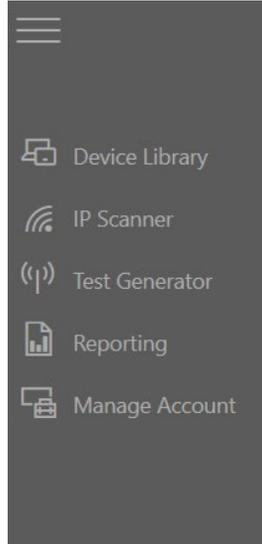 Device Library
IP Scanner
Test Generator
Reporting
Manage Account